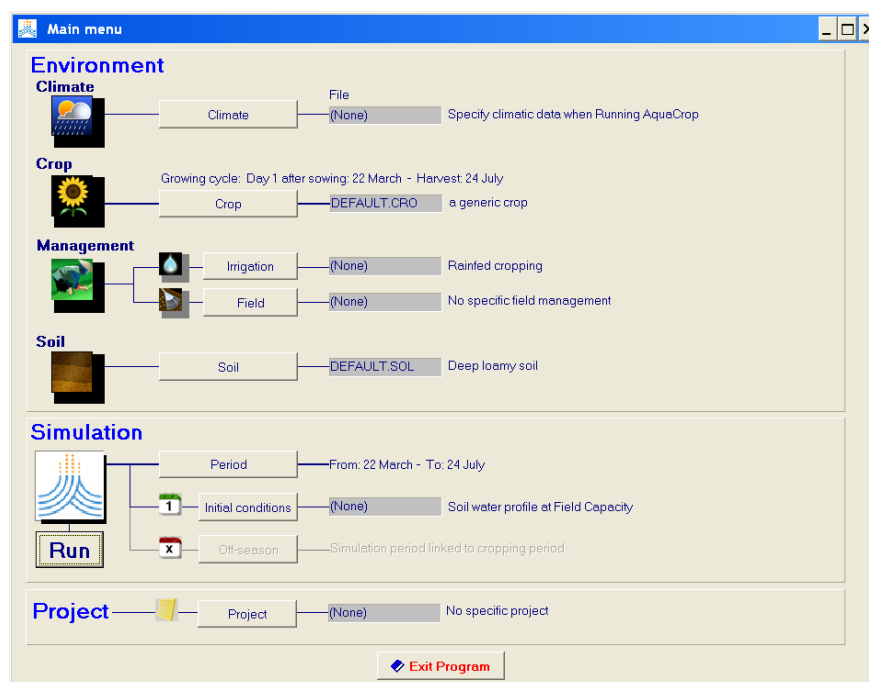 Main menu
Environment
Climate
File
Climate
(None)
Specify climatic data when Running AquaCrop
Crop
Growing cycle: Day 1 after sowing: 22 March - Harvest: 24 July
Crop
DEFAULT.CRO
a generic crop
Management
Irrigation
(None)
Rainfed cropping
Field
(None)
No specific field management
Soil
Soil
DEFAULT.SOL
Deep loamy soil
Simulation
Period
From: 22 March - To: 24 July
1
Initial conditions
(None)
Soil water profile at Field Capacity
Run
x
Off-season
Simulation period linked to cropping period
Project
Project
(None)
No specific project
Exit Program